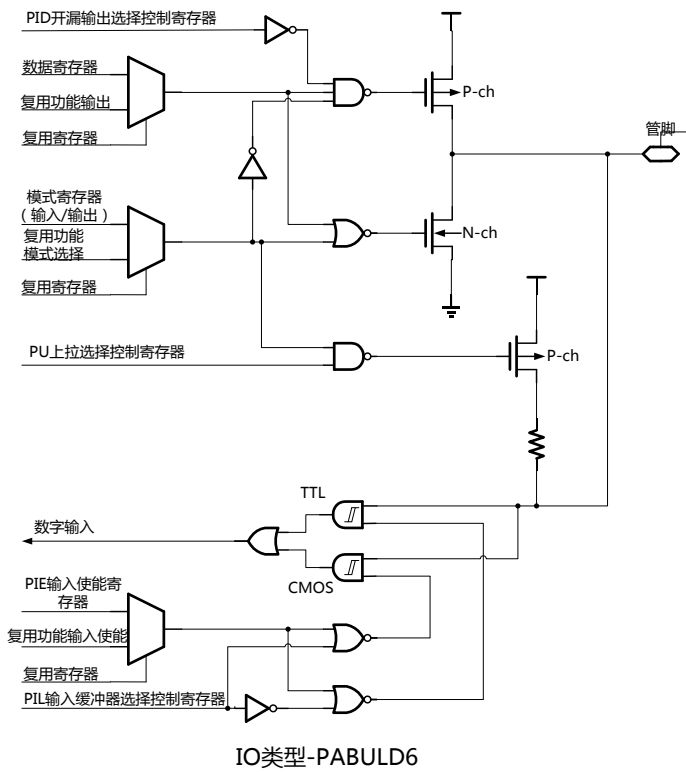 PID开漏输出选择控制寄存器
数据寄存器
复用功能输出
复用寄存器
P-ch
管脚
模式寄存器
（输入/输出）
复用功能
模式选择
复用寄存器
N-ch
PU上拉选择控制寄存器
P-ch
TTL
数字输入
CMOS
PIE输入使能寄
存器
复用功能输入使能
复用寄存器
PIL输入缓冲器选择控制寄存器
IO类型-PABULD6